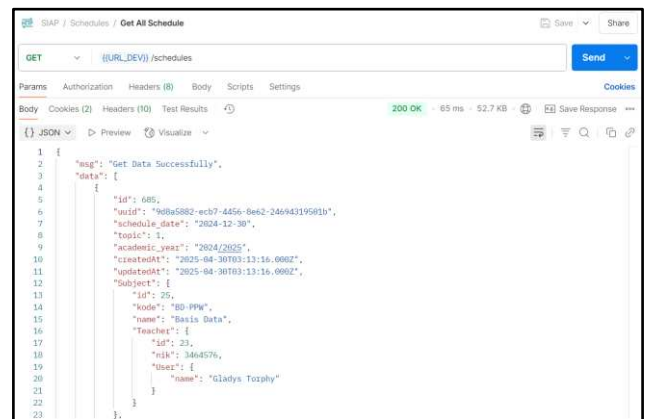 SIAP / Schedules / Get All Schedule Save Share
GET {{URL_DEV}} /schedules Send
Params Authorization Headers (8) Body Scripts Settings Cookies
Body Cookies (2) Headers (10) Test Results 200 OK 65 ms 52.7 KB Save Response
{} JSON Preview Visualize
1 {
2 "msg": "Get Data Successfully",
3 "data": [
4 {
5 "id": 605,
6 "uuid": "9d8a5882-ecb7-4456-8e62-24694319501b",
7 "schedule_date": "2024-12-30",
8 "topic": 1,
9 "academic_year": "2024/2025",
10 "createdAt": "2025-04-30T03:13:16.000Z",
11 "updatedAt": "2025-04-30T03:13:16.000Z",
12 "Subject": {
13 "id": 25,
14 "kode": "BD-PPW",
15 "name": "Basis Data",
16 "Teacher": {
17 "id": 23,
18 "nik": 3464576,
19 "User": {
20 "name": "Gladys Torphy"
21 }
22 }
23 },